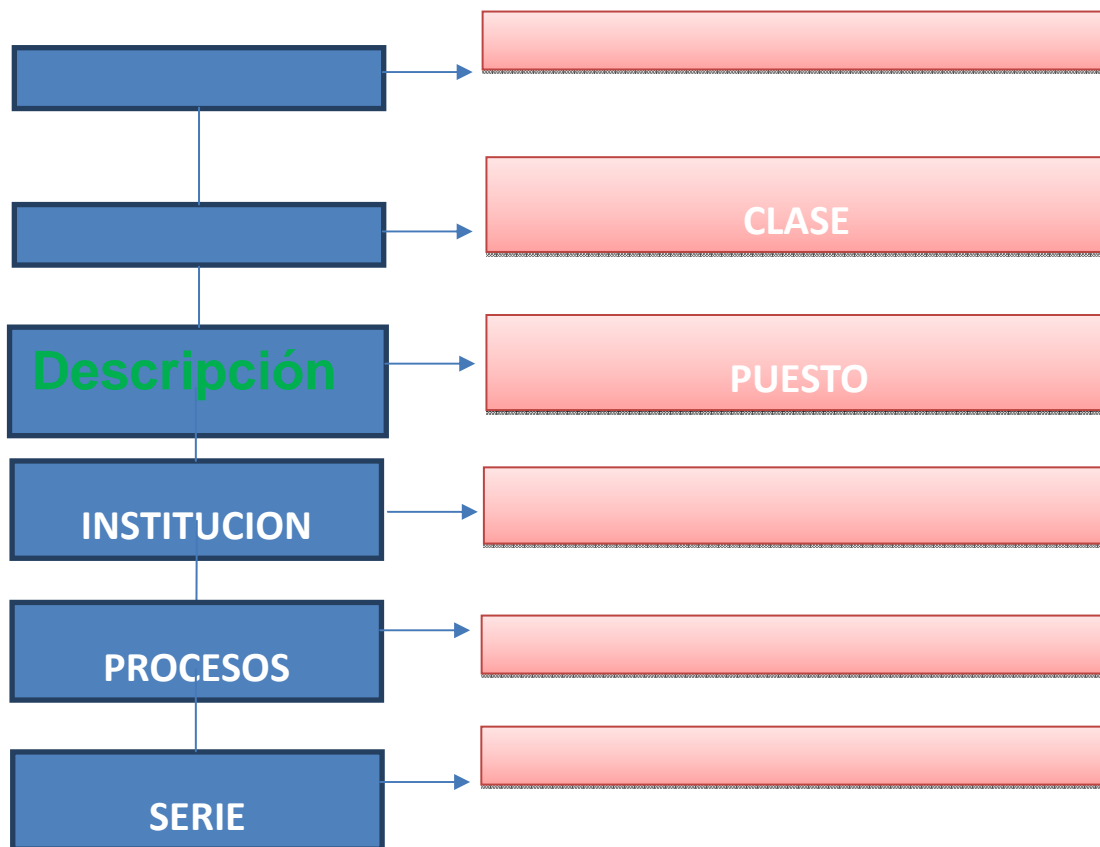 CLASE
Descripción
PUESTO
INSTITUCION
PROCESOS
SERIE